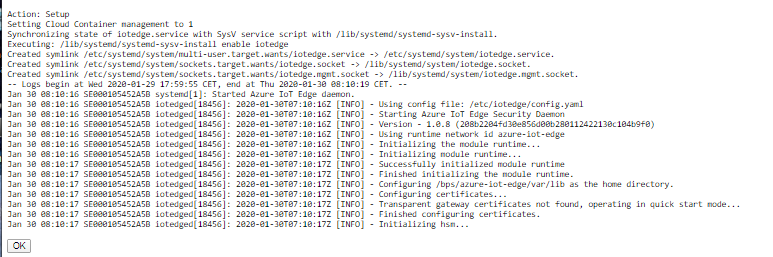 Action: Setup
Setting Cloud Container management to 1
Synchronizing state of iotedge.service with SysV service script with /lib/systemd/systemd-sysv-install.
Executing: /lib/systemd/systemd-sysv-install enable iotedge
Created symlink /etc/systemd/system/multi-user.target.wants/iotedge.service -> /etc/systemd/system/iotedge.service.
Created symlink /etc/systemd/system/sockets.target.wants/iotedge.socket -> /etc/systemd/system/iotedge.socket.
Created symlink /etc/systemd/system/sockets.target.wants/iotedge.mgmt.socket -> /etc/systemd/system/iotedge.mgmt.socket.
-- Logs begin at Wed 2020-01-29 17:59:55 CET, end at Thu 2020-01-30 08:10:19 CET. --
Jan 30 08:10:16 SE000105452A5B systemd[1]: Started Azure IoT Edge daemon.
Jan 30 08:10:16 SE000105452A5B iotedged[18456]: 2020-01-30T07:10:16Z [INFO] - Using config file: /etc/iotedge/config.yaml
Jan 30 08:10:16 SE000105452A5B iotedged[18456]: 2020-01-30T07:10:16Z [INFO] - Starting Azure IoT Edge Security Daemon
Jan 30 08:10:16 SE000105452A5B iotedged[18456]: 2020-01-30T07:10:16Z [INFO] - Version - 1.0.8 (208b2204fd30e856d00b280112422130c104b9f0)
Jan 30 08:10:16 SE000105452A5B iotedged[18456]: 2020-01-30T07:10:16Z [INFO] - Using runtime network id azure-iot-edge
Jan 30 08:10:16 SE000105452A5B iotedged[18456]: 2020-01-30T07:10:16Z [INFO] - Initializing the module runtime...
Jan 30 08:10:16 SE000105452A5B iotedged[18456]: 2020-01-30T07:10:16Z [INFO] - Initializing module runtime...
Jan 30 08:10:17 SE000105452A5B iotedged[18456]: 2020-01-30T07:10:17Z [INFO] - Successfully initialized module runtime
Jan 30 08:10:17 SE000105452A5B iotedged[18456]: 2020-01-30T07:10:17Z [INFO] - Finished initializing the module runtime.
Jan 30 08:10:17 SE000105452A5B iotedged[18456]: 2020-01-30T07:10:17Z [INFO] - Configuring /bps/azure-iot-edge/var/lib as the home directory.
Jan 30 08:10:17 SE000105452A5B iotedged[18456]: 2020-01-30T07:10:17Z [INFO] - Configuring certificates...
Jan 30 08:10:17 SE000105452A5B iotedged[18456]: 2020-01-30T07:10:17Z [INFO] - Transparent gateway certificates not found, operating in quick start mode...
Jan 30 08:10:17 SE000105452A5B iotedged[18456]: 2020-01-30T07:10:17Z [INFO] - Finished configuring certificates.
Jan 30 08:10:17 SE000105452A5B iotedged[18456]: 2020-01-30T07:10:17Z [INFO] - Initializing hsm...
OK